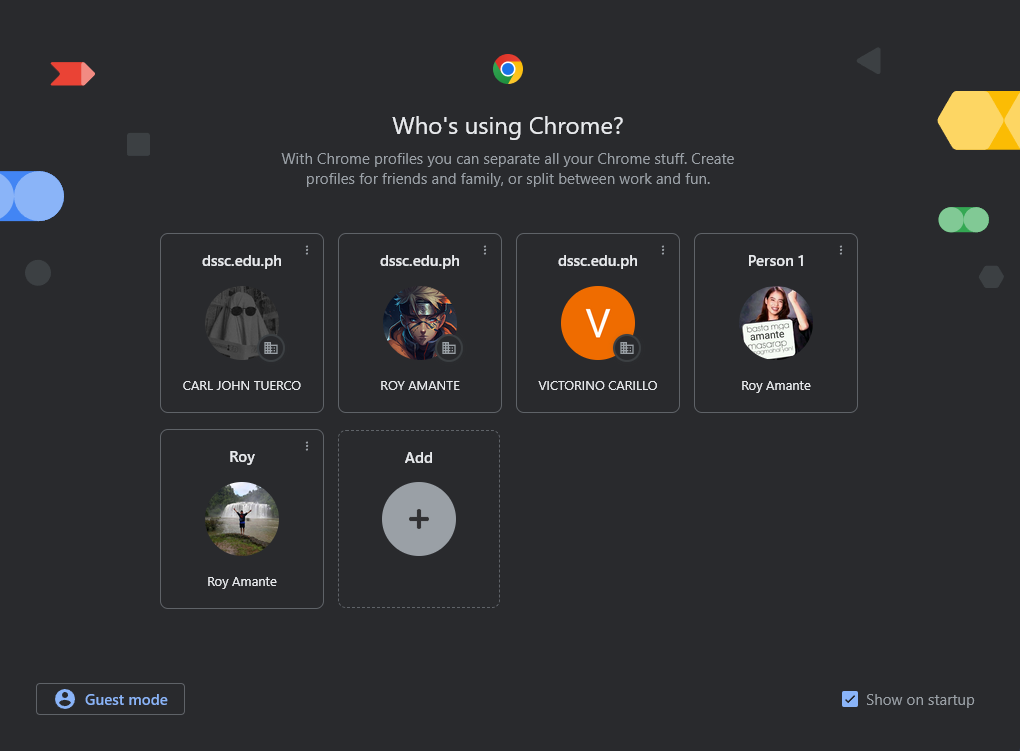 Who's using Chrome?
With Chrome profiles you can separate all your Chrome stuff. Create
profiles for friends and family, or split between work and fun.
dssc.edu.ph
CARL JOHN TUERCO
dssc.edu.ph
ROY AMANTE
dssc.edu.ph
V
VICTORINO CARILLO
Person 1
basta mga
amante
masarap
magmahal yan!
Roy Amante
Roy
Roy Amante
Add
Guest mode
Show on startup